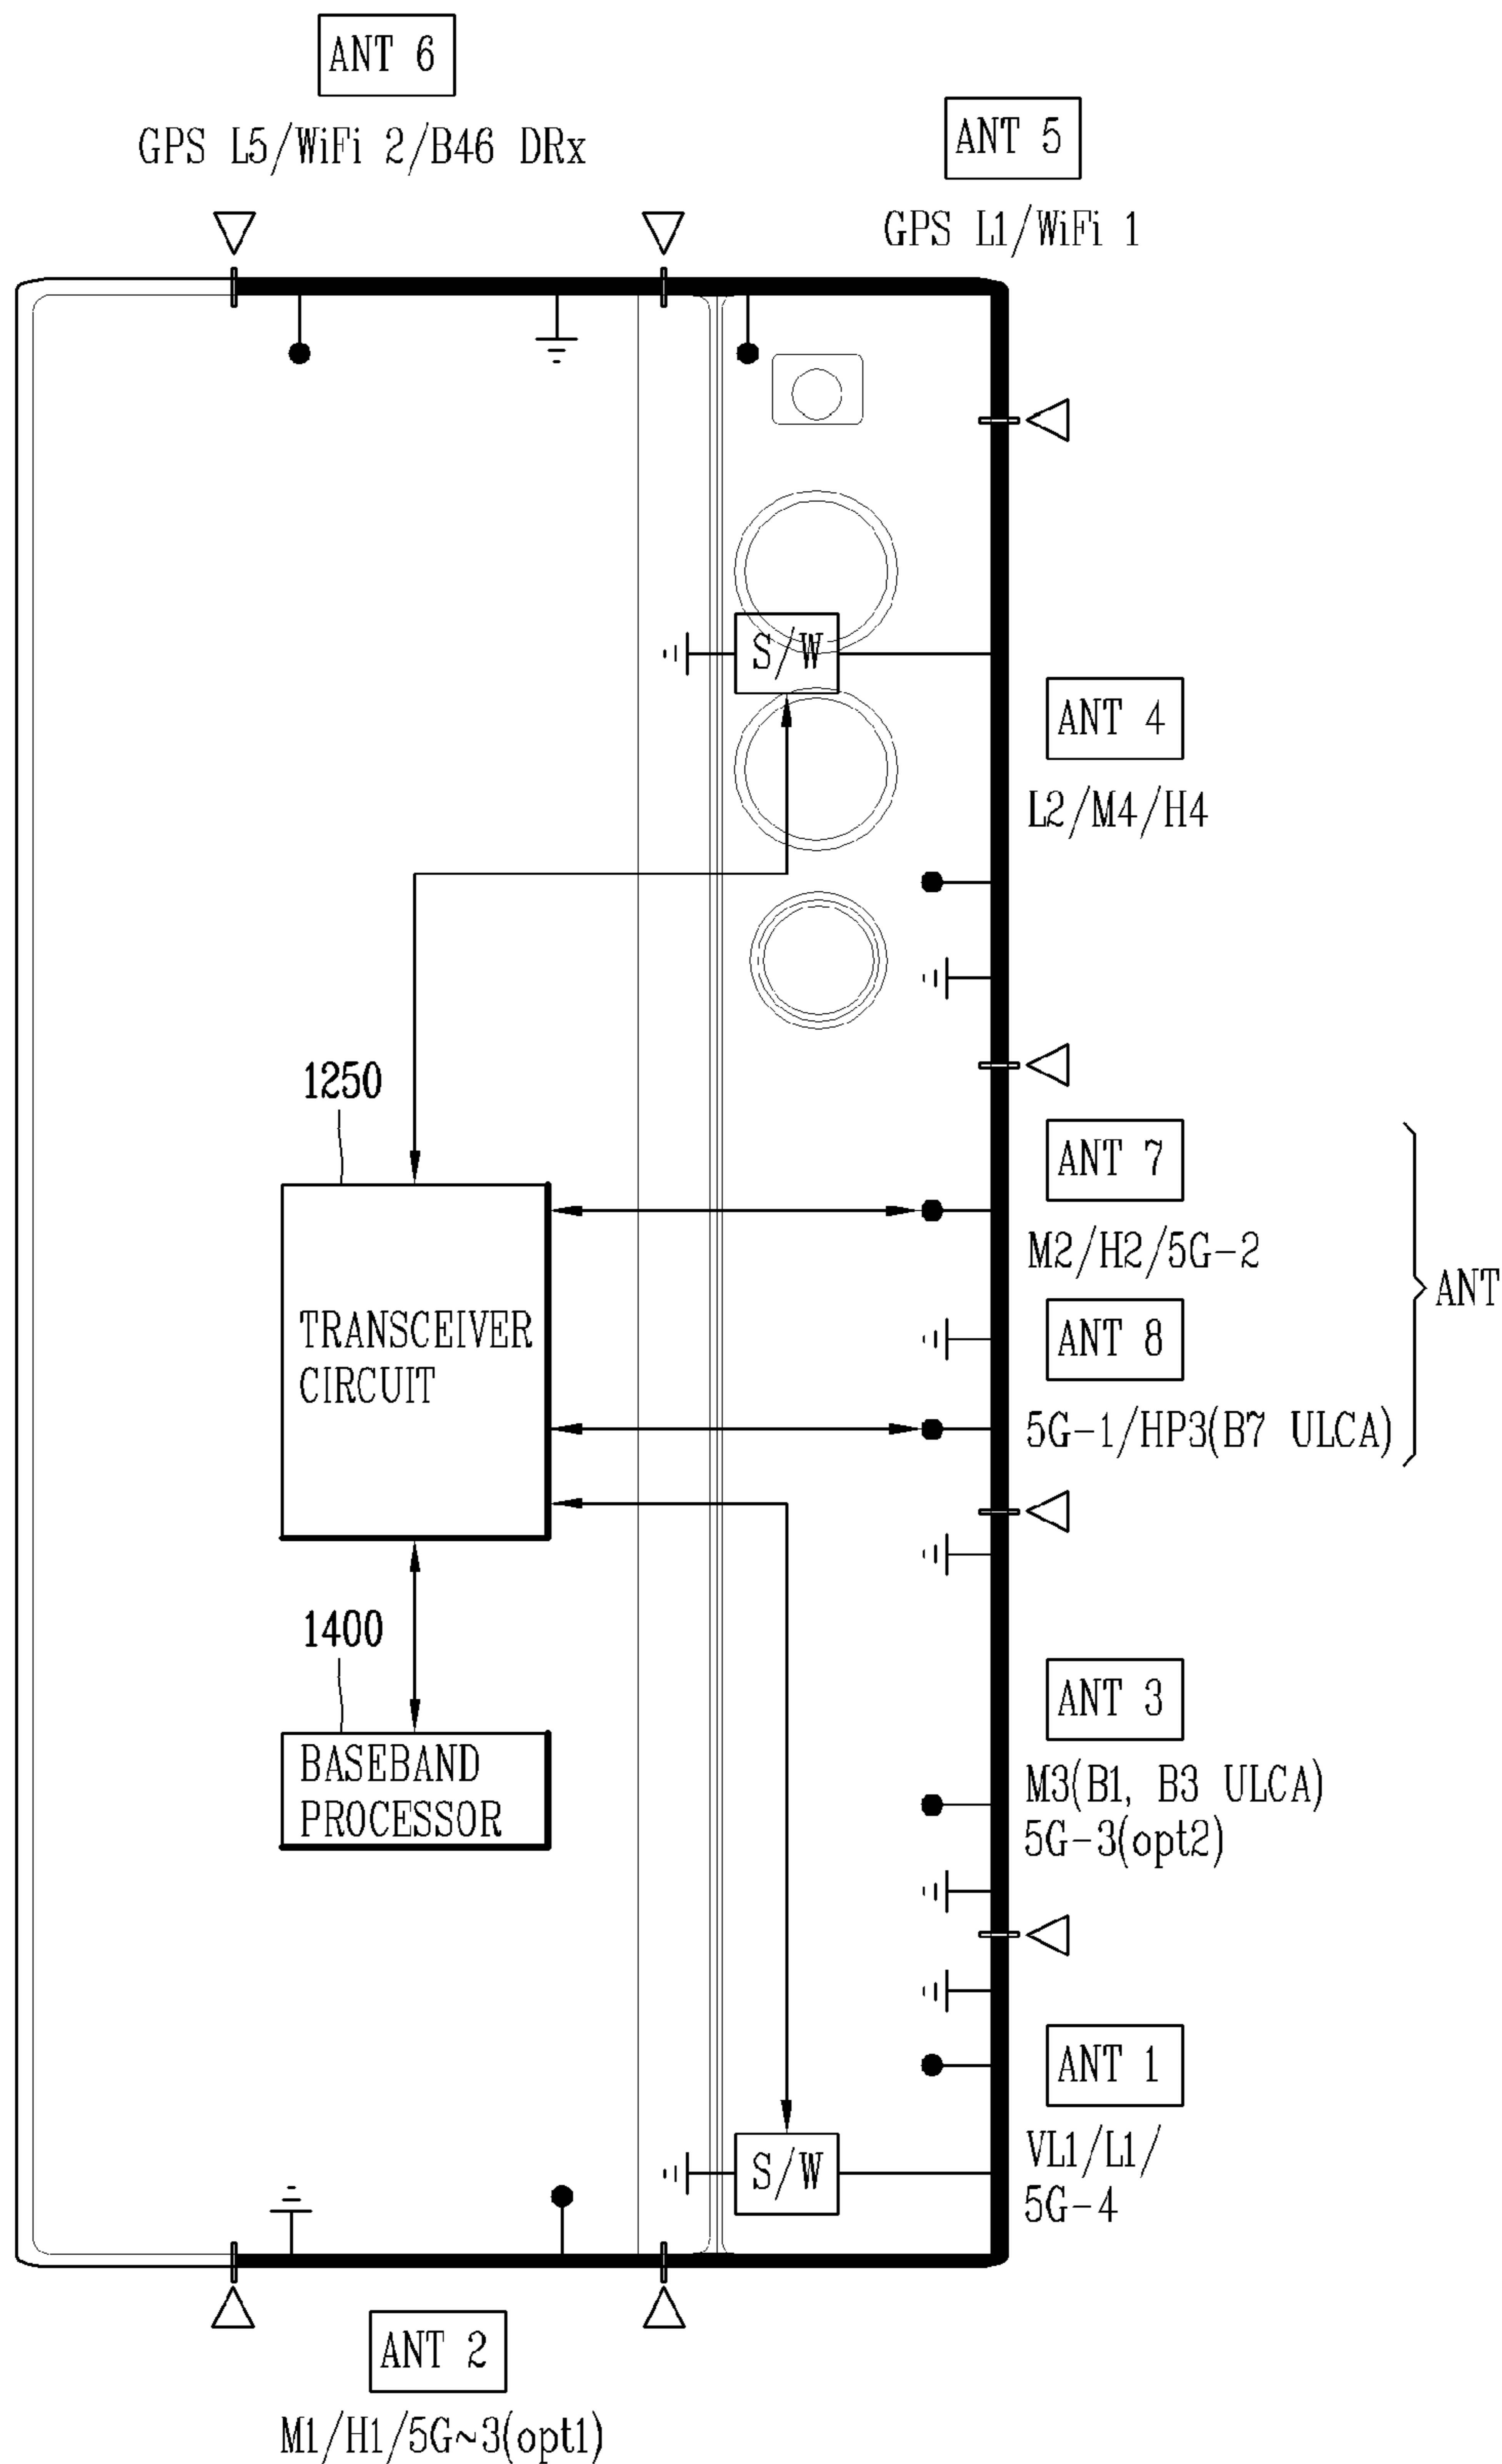 ANT 6
GPS L5/WiFi 2/B46 DRx
ANT 5
GPS L1/WiFi 1
S/W
ANT 4
L2/M4/H4
1250
ANT 7
M2/H2/5G-2
ANT
TRANSCEIVER
CIRCUIT
ANT 8
5G-1/HP3(B7 ULCA)
1400
ANT 3
BASEBAND
PROCESSOR
M3(B1, B3 ULCA)
5G-3(opt2)
ANT 1
S/W
VL1/L1/
5G-4
ANT 2
M1/H1/5G~3(opt1)